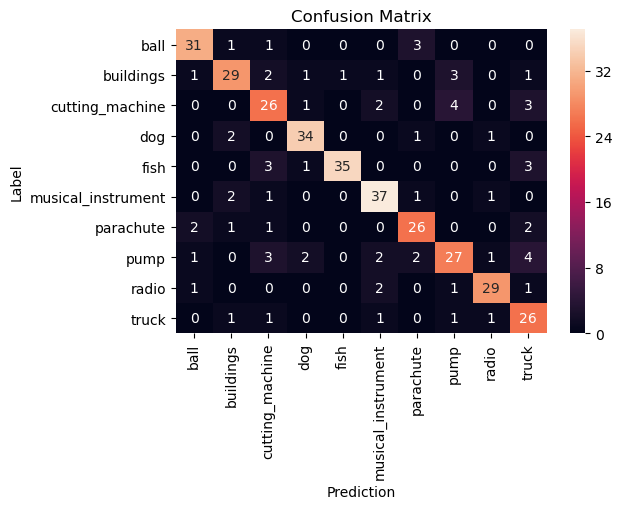 Confusion Matrix
Label
ball 31 1 1 0 0 0 3 0 0 0
buildings 1 29 2 1 1 1 0 3 0 1
cutting_machine 0 0 26 1 0 2 0 4 0 3
dog 0 2 0 34 0 0 1 0 1 0
fish 0 0 3 1 35 0 0 0 0 3
musical_instrument 0 2 1 0 0 37 1 0 1 0
parachute 2 1 1 0 0 0 26 0 0 2
pump 1 0 3 2 0 2 2 27 1 4
radio 1 0 0 0 0 2 0 1 29 1
truck 0 1 1 0 0 1 0 1 1 26
ball buildings cutting_machine dog fish musical_instrument parachute pump radio truck
Prediction
32
24
16
8
0